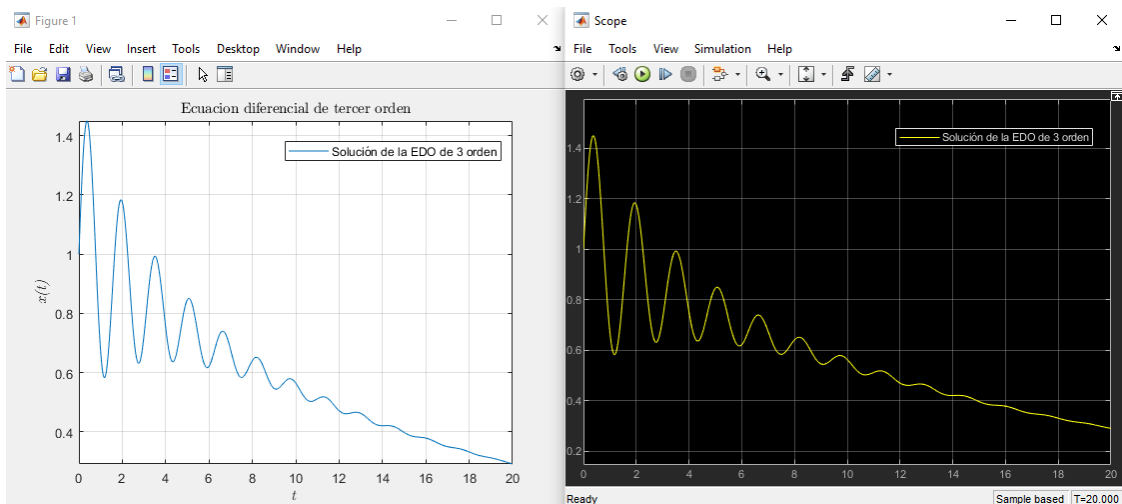 Figure 1
File Edit View Insert Tools Desktop Window Help
Ecuacion diferencial de tercer orden
Solución de la EDO de 3 orden
1.4
1.2
1
0.8
0.6
0.4
x(t)
0 2 4 6 8 10 12 14 16 18 20
t
Scope
File Tools View Simulation Help
Solución de la EDO de 3 orden
1.4
1.2
1
0.8
0.6
0.4
0.2
0 2 4 6 8 10 12 14 16 18 20
Ready Sample based T=20.000